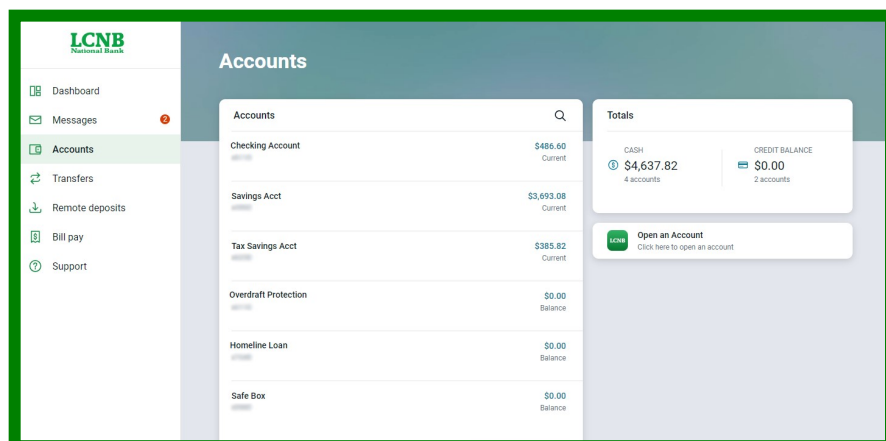 LCNB
National Bank
Dashboard
Messages
2
Accounts
Transfers
Remote deposits
Bill pay
Support
Accounts
Accounts
Checking Account
$486.60
Current
Savings Acct
$3,693.08
Current
Tax Savings Acct
$385.82
Current
Overdraft Protection
$0.00
Balance
Homeline Loan
$0.00
Balance
Safe Box
$0.00
Balance
Totals
CASH
$4,637.82
4 accounts
CREDIT BALANCE
$0.00
2 accounts
LCNB
Open an Account
Click here to open an account